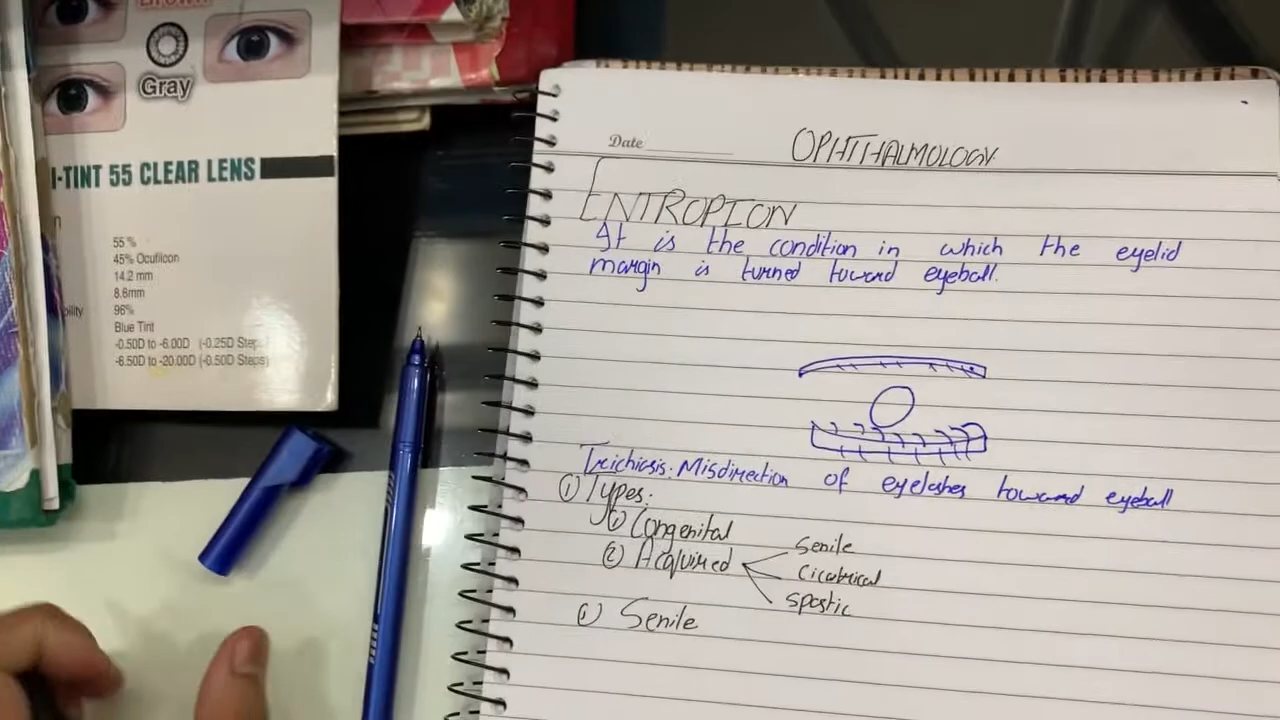 Brown
Gray
I-TINT 55 CLEAR LENS
55 %
45% Ocufilcon
14.2 mm
8.6mm
96%
Blue Tint
-0.50D to -6.00D (-0.25D Steps
-6.50D to -20.00D (-0.50D Steps)
Date
OPHTHALMOLOGY
ENTROPION
It is the condition in which the eyelid
margin is turned toward eyeball.
Trichiasis: Misdirection of eyelashes toward eyeball
① Types:
① Congenital
② Acquired
Senile
Cicatrical
Spastic
① Senile